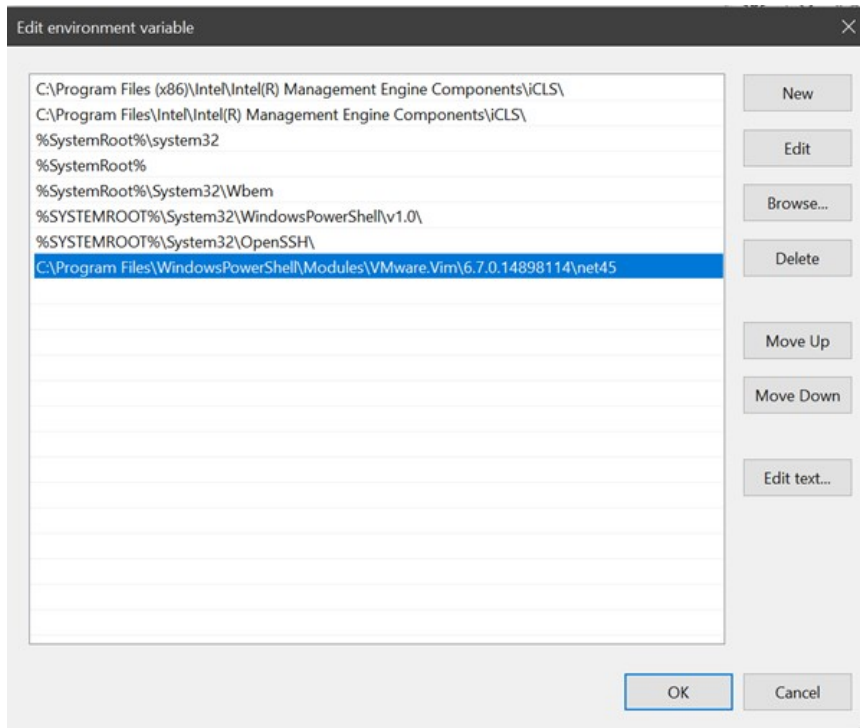 Edit environment variable
C:\Program Files (x86)\Intel\Intel(R) Management Engine Components\iCLS\
C:\Program Files\Intel\Intel(R) Management Engine Components\iCLS\
%SystemRoot%\system32
%SystemRoot%
%SystemRoot%\System32\Wbem
%SYSTEMROOT%\System32\WindowsPowerShell\v1.0\
%SYSTEMROOT%\System32\OpenSSH\
C:\Program Files\WindowsPowerShell\Modules\VMware.Vim\6.7.0.14898114\net45
New
Edit
Browse...
Delete
Move Up
Move Down
Edit text...
OK
Cancel